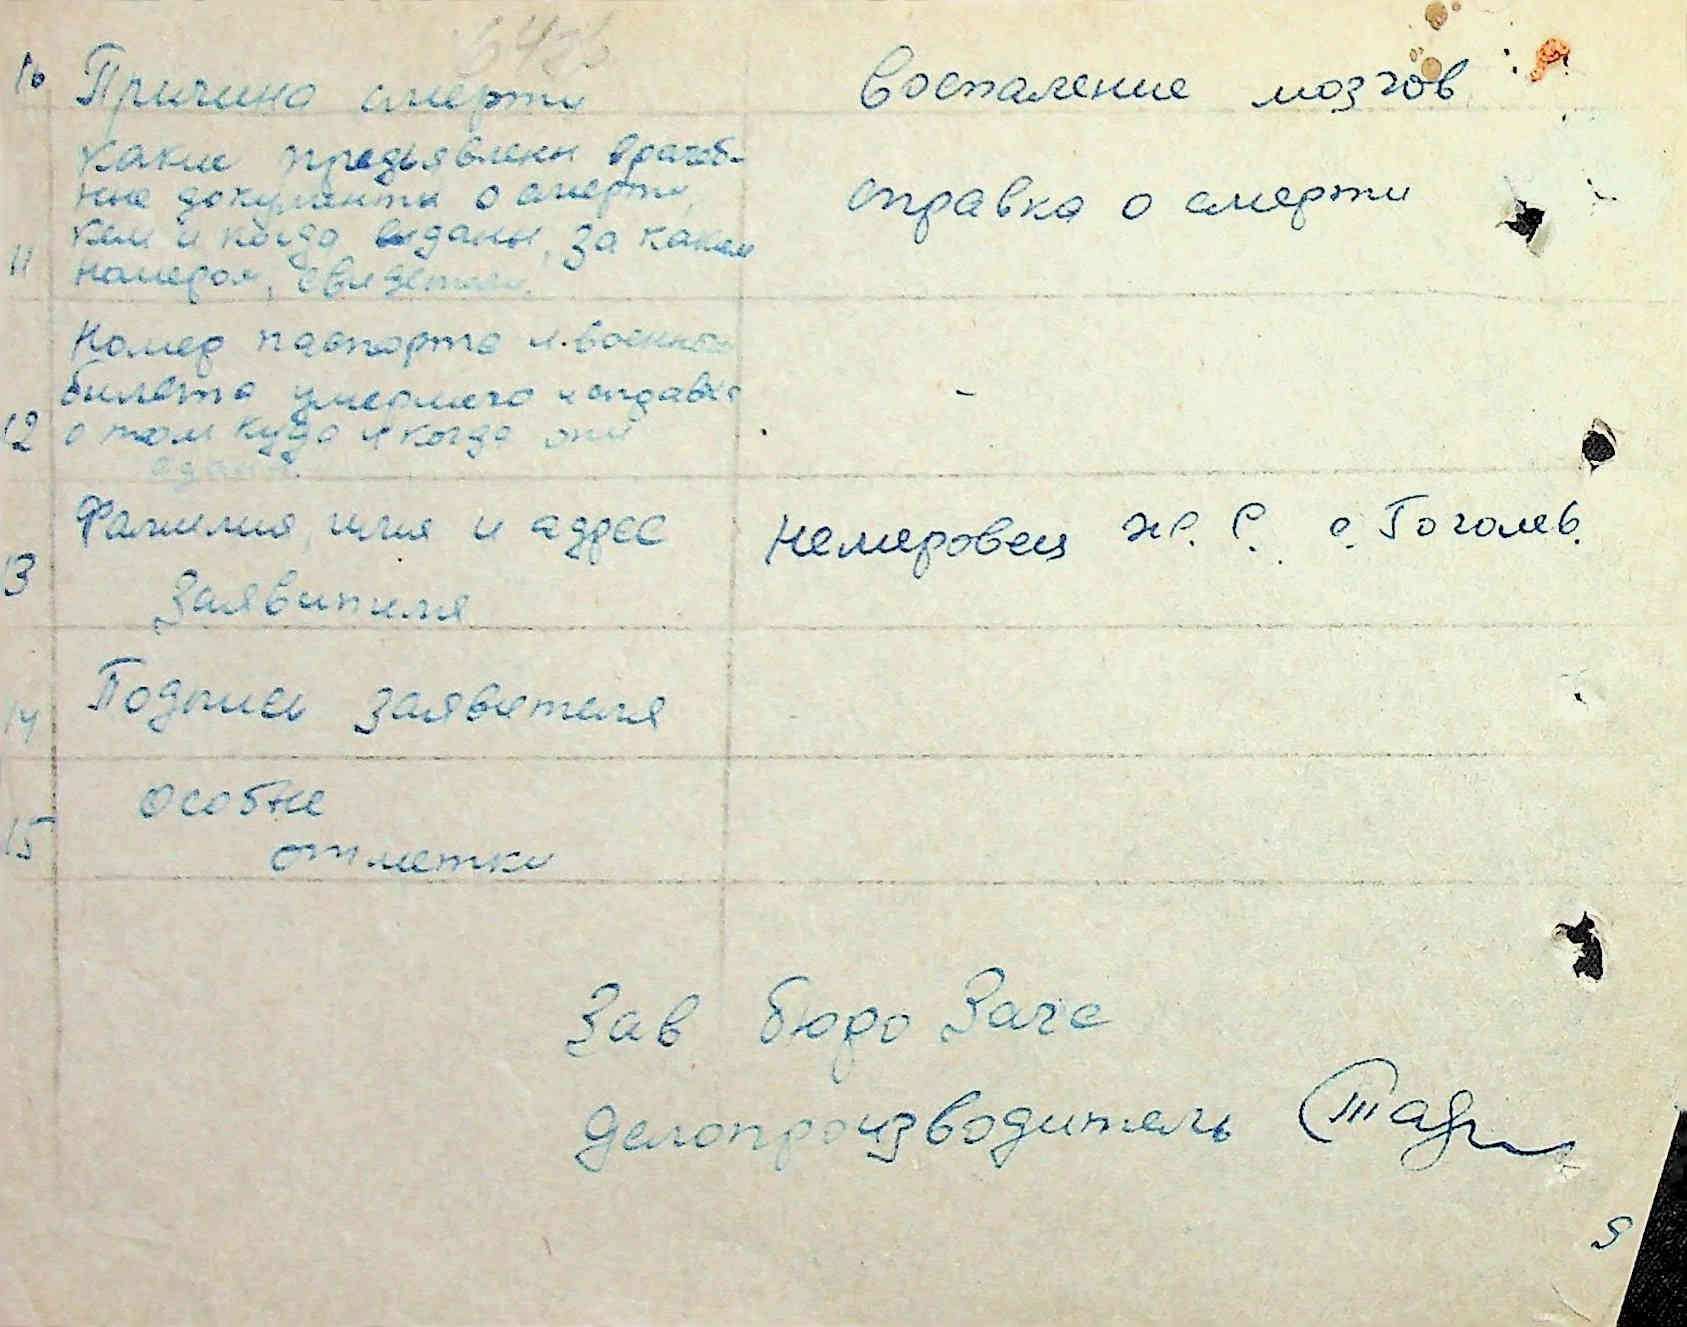 10 Причина смерти Воспаление мозгов
какие предъявлены врачеб-
ные документы о смерти, справка о смерти
кем и когда выданы, за каким
11 номером, свидетели.
Номер паспорта и военного
билета умершего и справка -
12 о том куда и когда они
сданы.
Фамилия, имя и адрес Немеровец Н. С. с. Гоголев.
13 Заявителя
14 Подпись заявителя
Особые
15 отметки
Зав бюро Загс
делопроизводитель